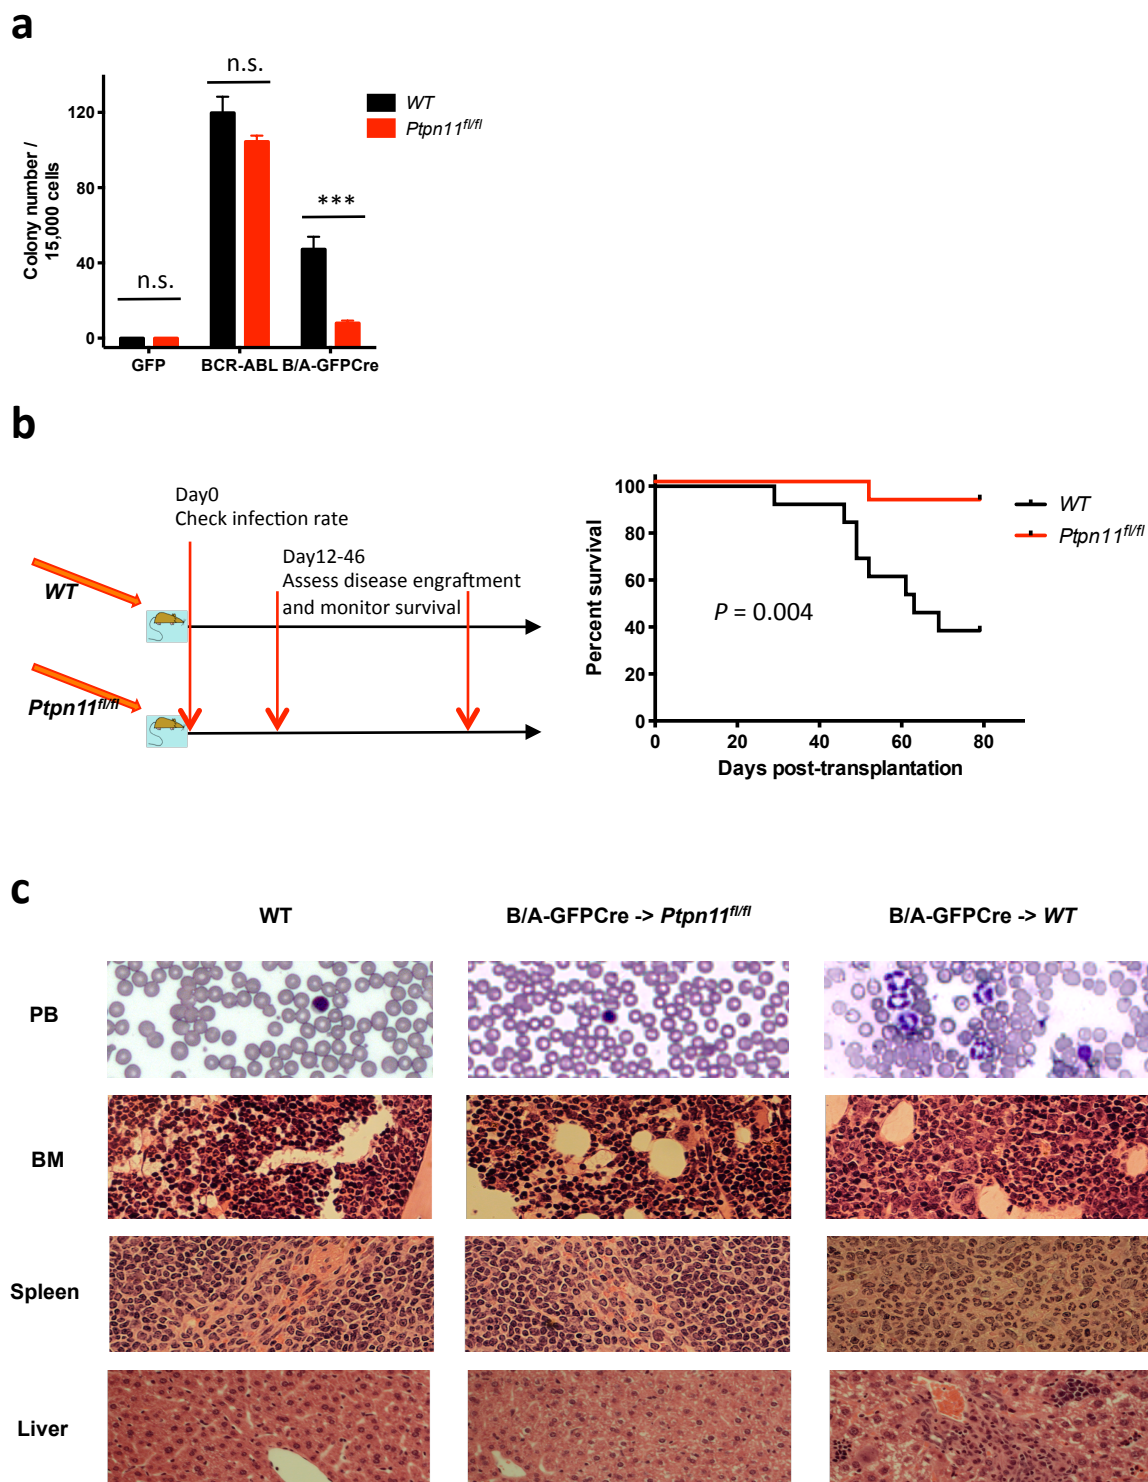 a
n.s.
WT
Ptpn11fl/fl
120
80
40
0
Colony number /
15,000 cells
n.s.
***
GFP
BCR-ABL
B/A-GFPCre
b
Day0
Check infection rate
Day12-46
Assess disease engraftment
and monitor survival
WT
Ptpn11fl/fl
100
80
60
40
20
0
Percent survival
P = 0.004
WT
Ptpn11fl/fl
0
20
40
60
80
Days post-transplantation
c
WT
B/A-GFPCre -> Ptpn11fl/fl
B/A-GFPCre -> WT
PB
BM
Spleen
Liver